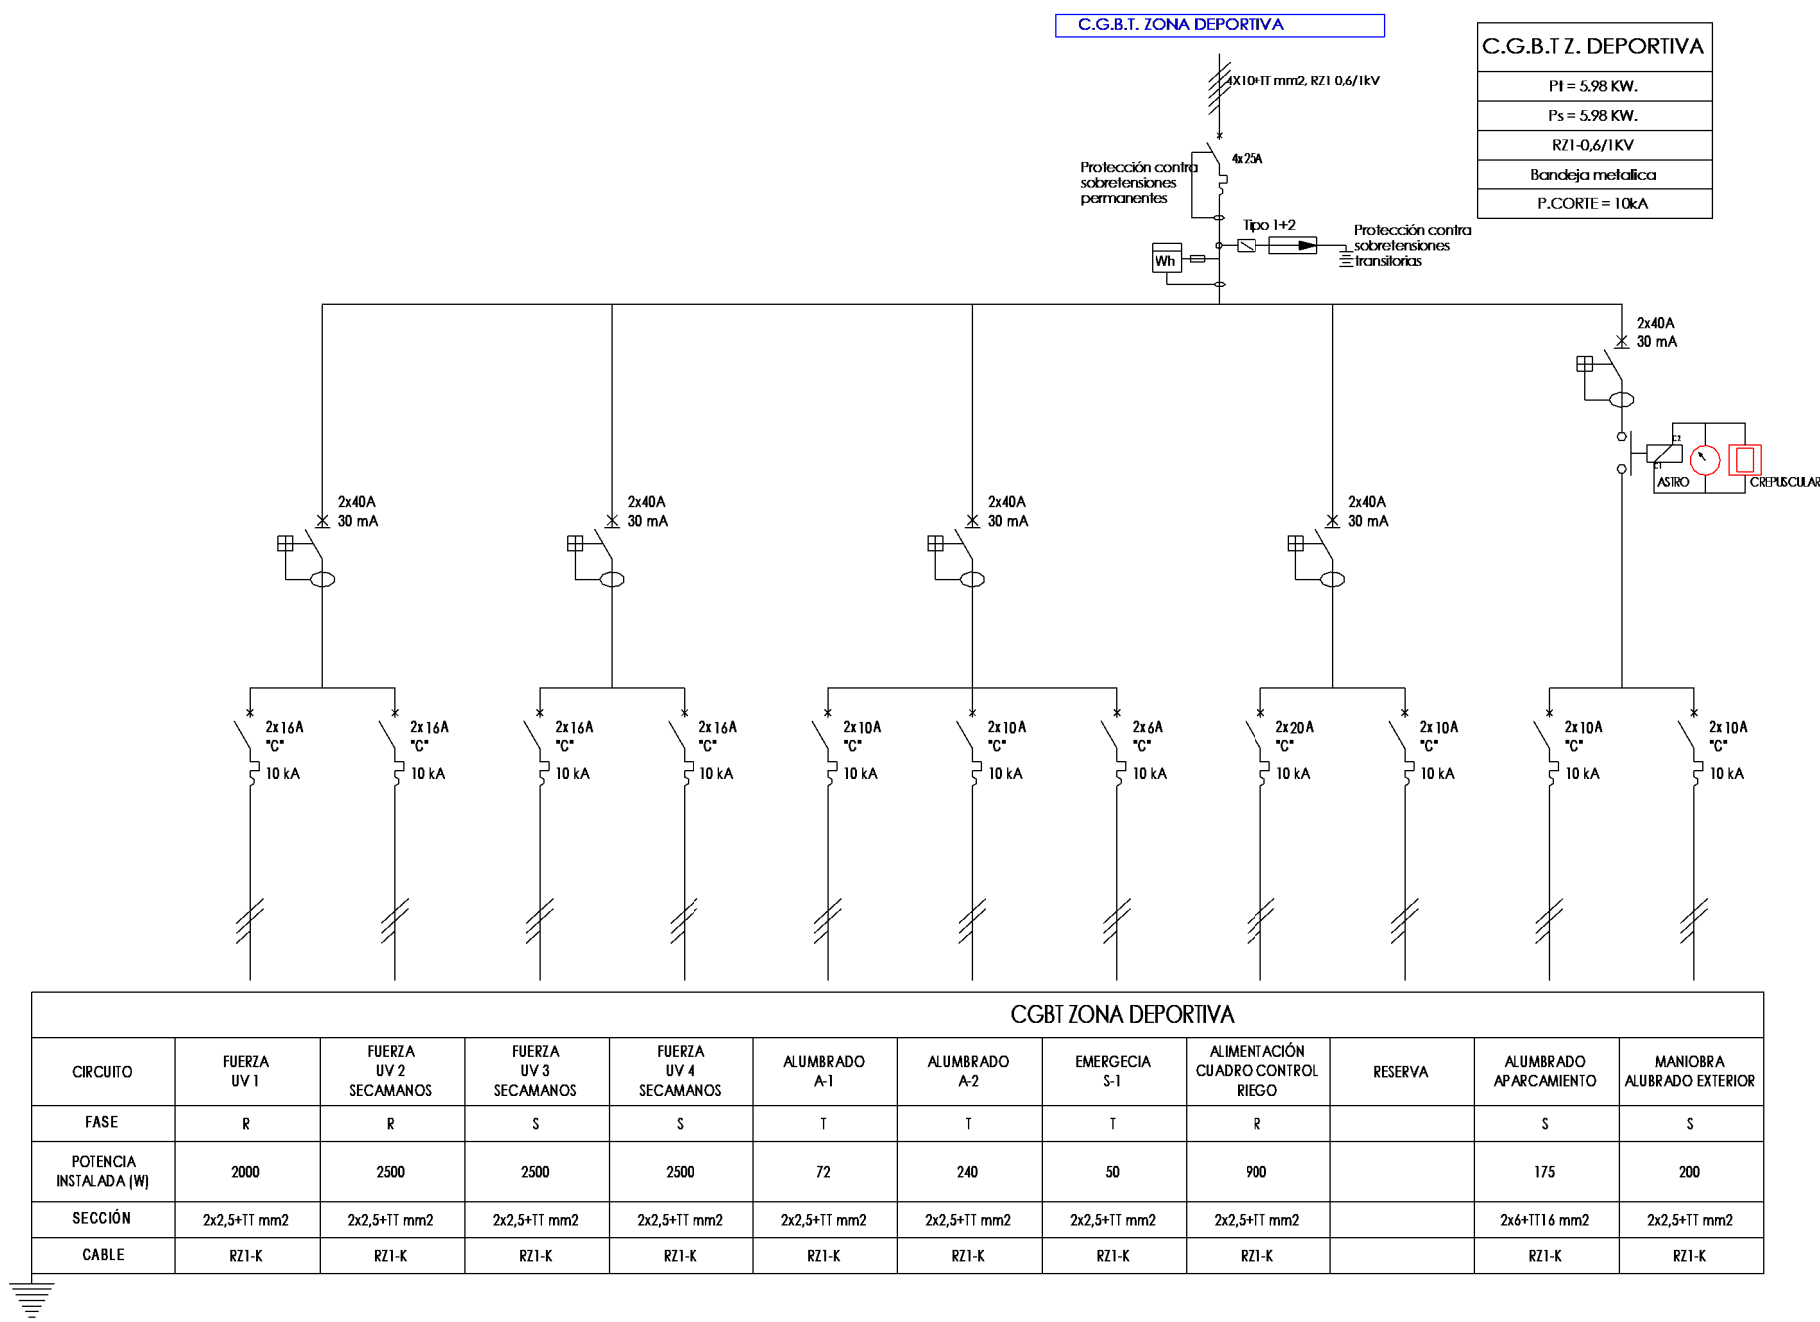 C.G.B.T. ZONA DEPORTIVA
C.G.B.T Z. DEPORTIVA
Pt = 5.98 KW.
Ps = 5.98 KW.
RZ1-0,6/1KV
Bandeja metalica
P.CORTE = 10kA
4X10+TT mm2, RZ1 0,6/1kV
4x25A
Protección contra
sobretensiones
permanentes
Tipo 1+2
Protección contra
sobretensiones
transitorias
Wh
2x40A
30 mA
C2
C1
ASTRO
CREPUSCULAR
2x40A
30 mA
2x40A
30 mA
2x40A
30 mA
2x40A
30 mA
2x16A
"C"
10 kA
2x16A
"C"
10 kA
2x16A
"C"
10 kA
2x16A
"C"
10 kA
2x10A
"C"
10 kA
2x10A
"C"
10 kA
2x6A
"C"
10 kA
2x20A
"C"
10 kA
2x10A
"C"
10 kA
2x10A
"C"
10 kA
2x10A
"C"
10 kA
CGBT ZONA DEPORTIVA
CIRCUITO
FUERZA
UV 1
FUERZA
UV 2
SECAMANOS
FUERZA
UV 3
SECAMANOS
FUERZA
UV 4
SECAMANOS
ALUMBRADO
A-1
ALUMBRADO
A-2
EMERGECIA
S-1
ALIMENTACIÓN
CUADRO CONTROL
RIEGO
RESERVA
ALUMBRADO
APARCAMIENTO
MANIOBRA
ALUBRADO EXTERIOR
FASE R R S S T T T R S S
POTENCIA
INSTALADA (W)
2000 2500 2500 2500 72 240 50 900 175 200
SECCIÓN 2x2,5+TT mm2 2x2,5+TT mm2 2x2,5+TT mm2 2x2,5+TT mm2 2x2,5+TT mm2 2x2,5+TT mm2 2x2,5+TT mm2 2x2,5+TT mm2 2x6+TT16 mm2 2x2,5+TT mm2
CABLE RZ1-K RZ1-K RZ1-K RZ1-K RZ1-K RZ1-K RZ1-K RZ1-K RZ1-K RZ1-K